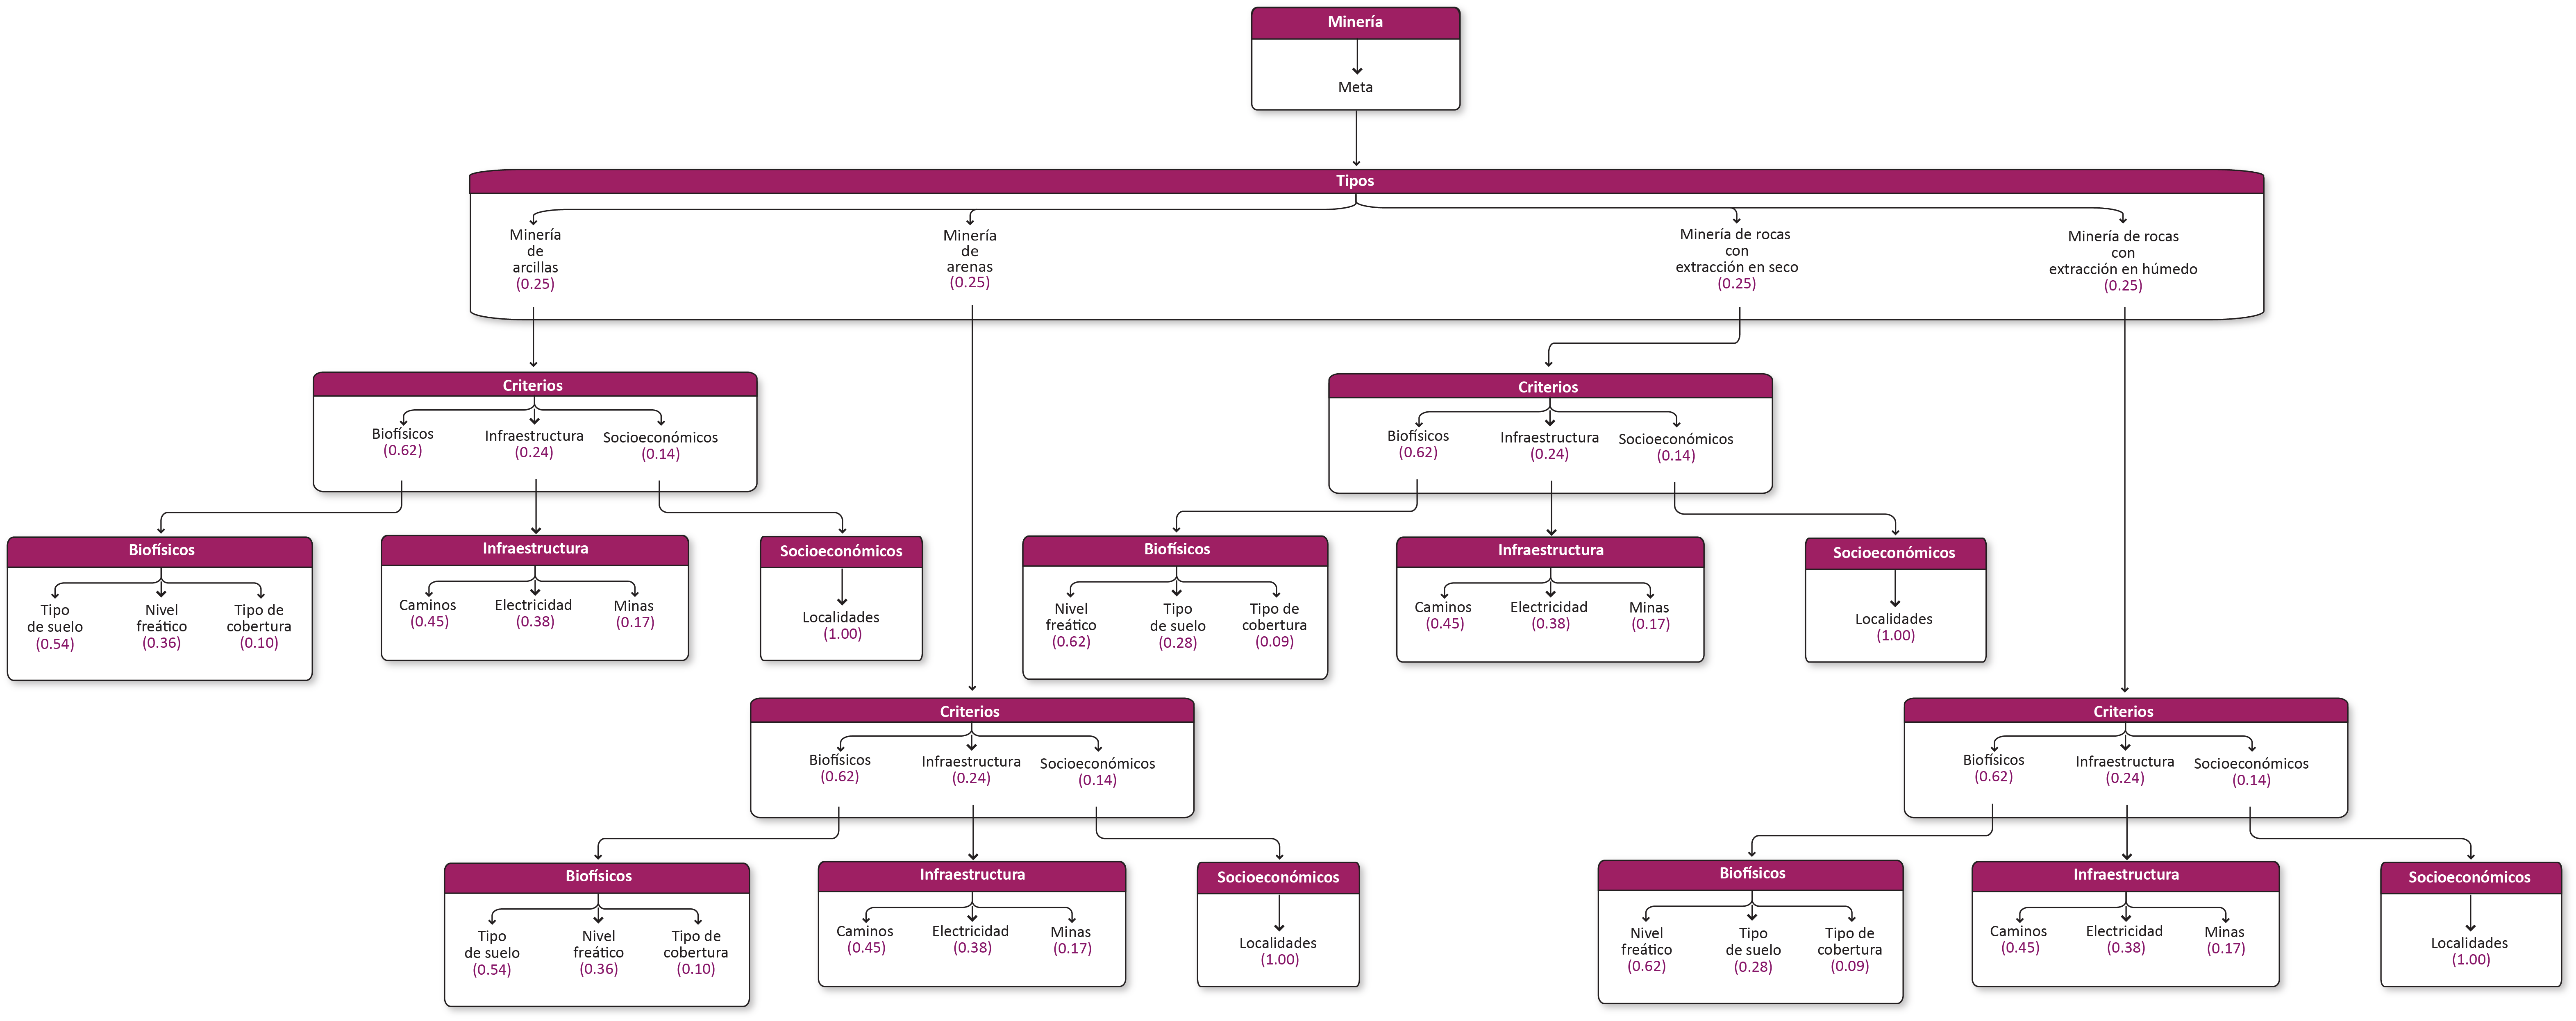 Minería
Meta
Tipos
Minería
de
arcillas
(0.25)
Minería
de
arenas
(0.25)
Minería de rocas
con
extracción en seco
(0.25)
Minería de rocas
con
extracción en húmedo
(0.25)
Criterios
Biofísicos
(0.62)
Infraestructura
(0.24)
Socioeconómicos
(0.14)
Biofísicos
Tipo
de suelo
(0.54)
Nivel
freático
(0.36)
Tipo de
cobertura
(0.10)
Infraestructura
Caminos
(0.45)
Electricidad
(0.38)
Minas
(0.17)
Socioeconómicos
Localidades
(1.00)
Criterios
Biofísicos
(0.62)
Infraestructura
(0.24)
Socioeconómicos
(0.14)
Biofísicos
Nivel
freático
(0.62)
Tipo
de suelo
(0.28)
Tipo de
cobertura
(0.09)
Infraestructura
Caminos
(0.45)
Electricidad
(0.38)
Minas
(0.17)
Socioeconómicos
Localidades
(1.00)
Criterios
Biofísicos
(0.62)
Infraestructura
(0.24)
Socioeconómicos
(0.14)
Biofísicos
Tipo
de suelo
(0.54)
Nivel
freático
(0.36)
Tipo de
cobertura
(0.10)
Infraestructura
Caminos
(0.45)
Electricidad
(0.38)
Minas
(0.17)
Socioeconómicos
Localidades
(1.00)
Criterios
Biofísicos
(0.62)
Infraestructura
(0.24)
Socioeconómicos
(0.14)
Biofísicos
Nivel
freático
(0.62)
Tipo
de suelo
(0.28)
Tipo de
cobertura
(0.09)
Infraestructura
Caminos
(0.45)
Electricidad
(0.38)
Minas
(0.17)
Socioeconómicos
Localidades
(1.00)